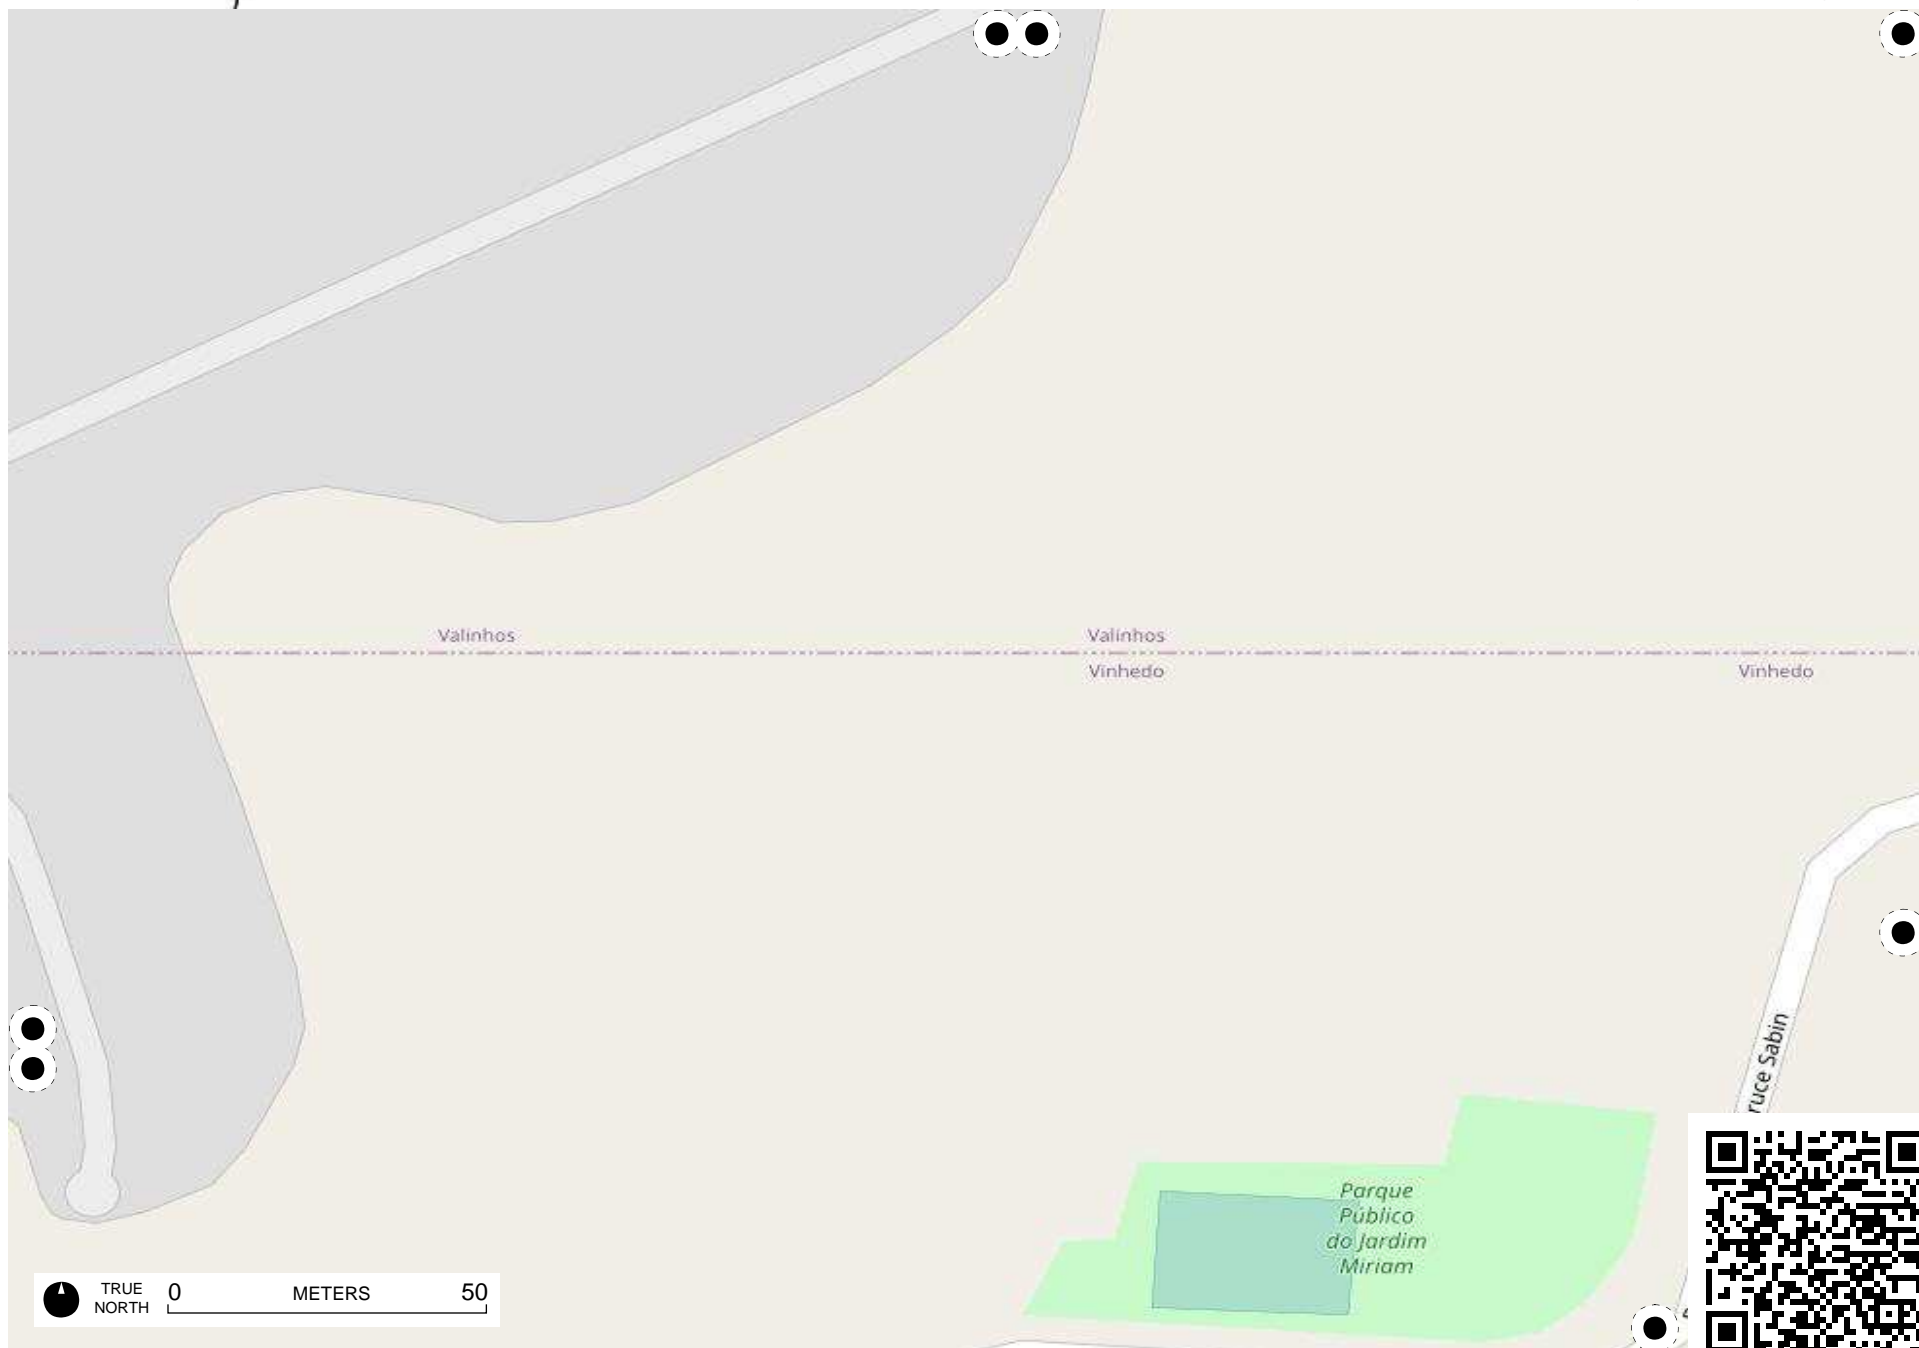 Valinhos
Valinhos
Vinhedo
Vinhedo
ruce Sabin
Parque
Público
do Jardim
Miriam
TRUE
NORTH
0 METERS 50